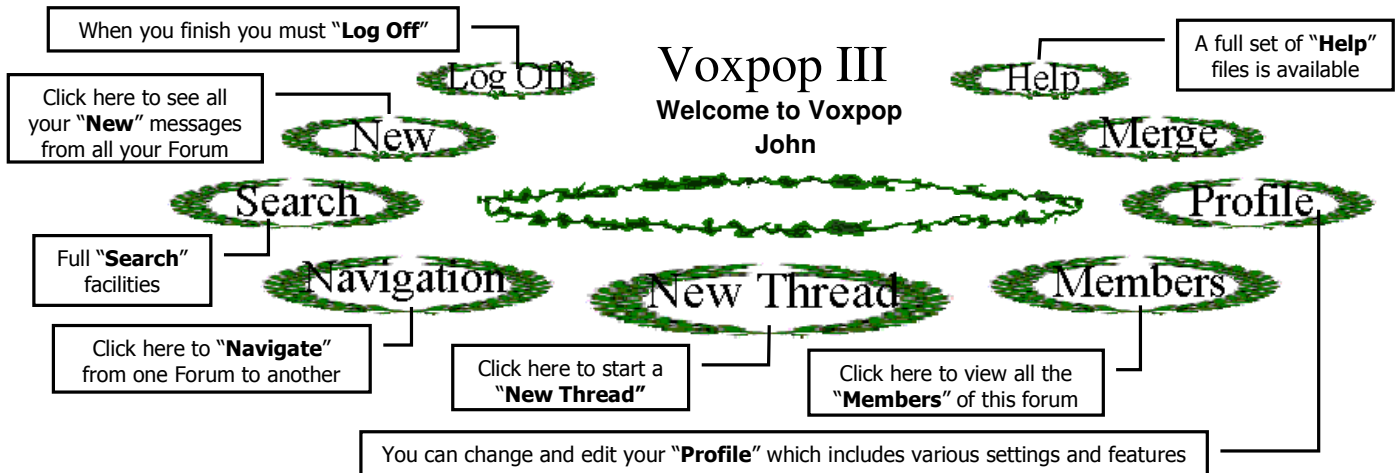 When you finish you must “Log Off”
Voxpop III
Welcome to Voxpop
John
A full set of “Help”
files is available
Log Off
Help
Click here to see all
your “New” messages
from all your Forum
New
Merge
Search
Profile
Full “Search”
facilities
Navigation
New Thread
Members
Click here to “Navigate”
from one Forum to another
Click here to start a
“New Thread”
Click here to view all the
“Members” of this forum
You can change and edit your “Profile” which includes various settings and features